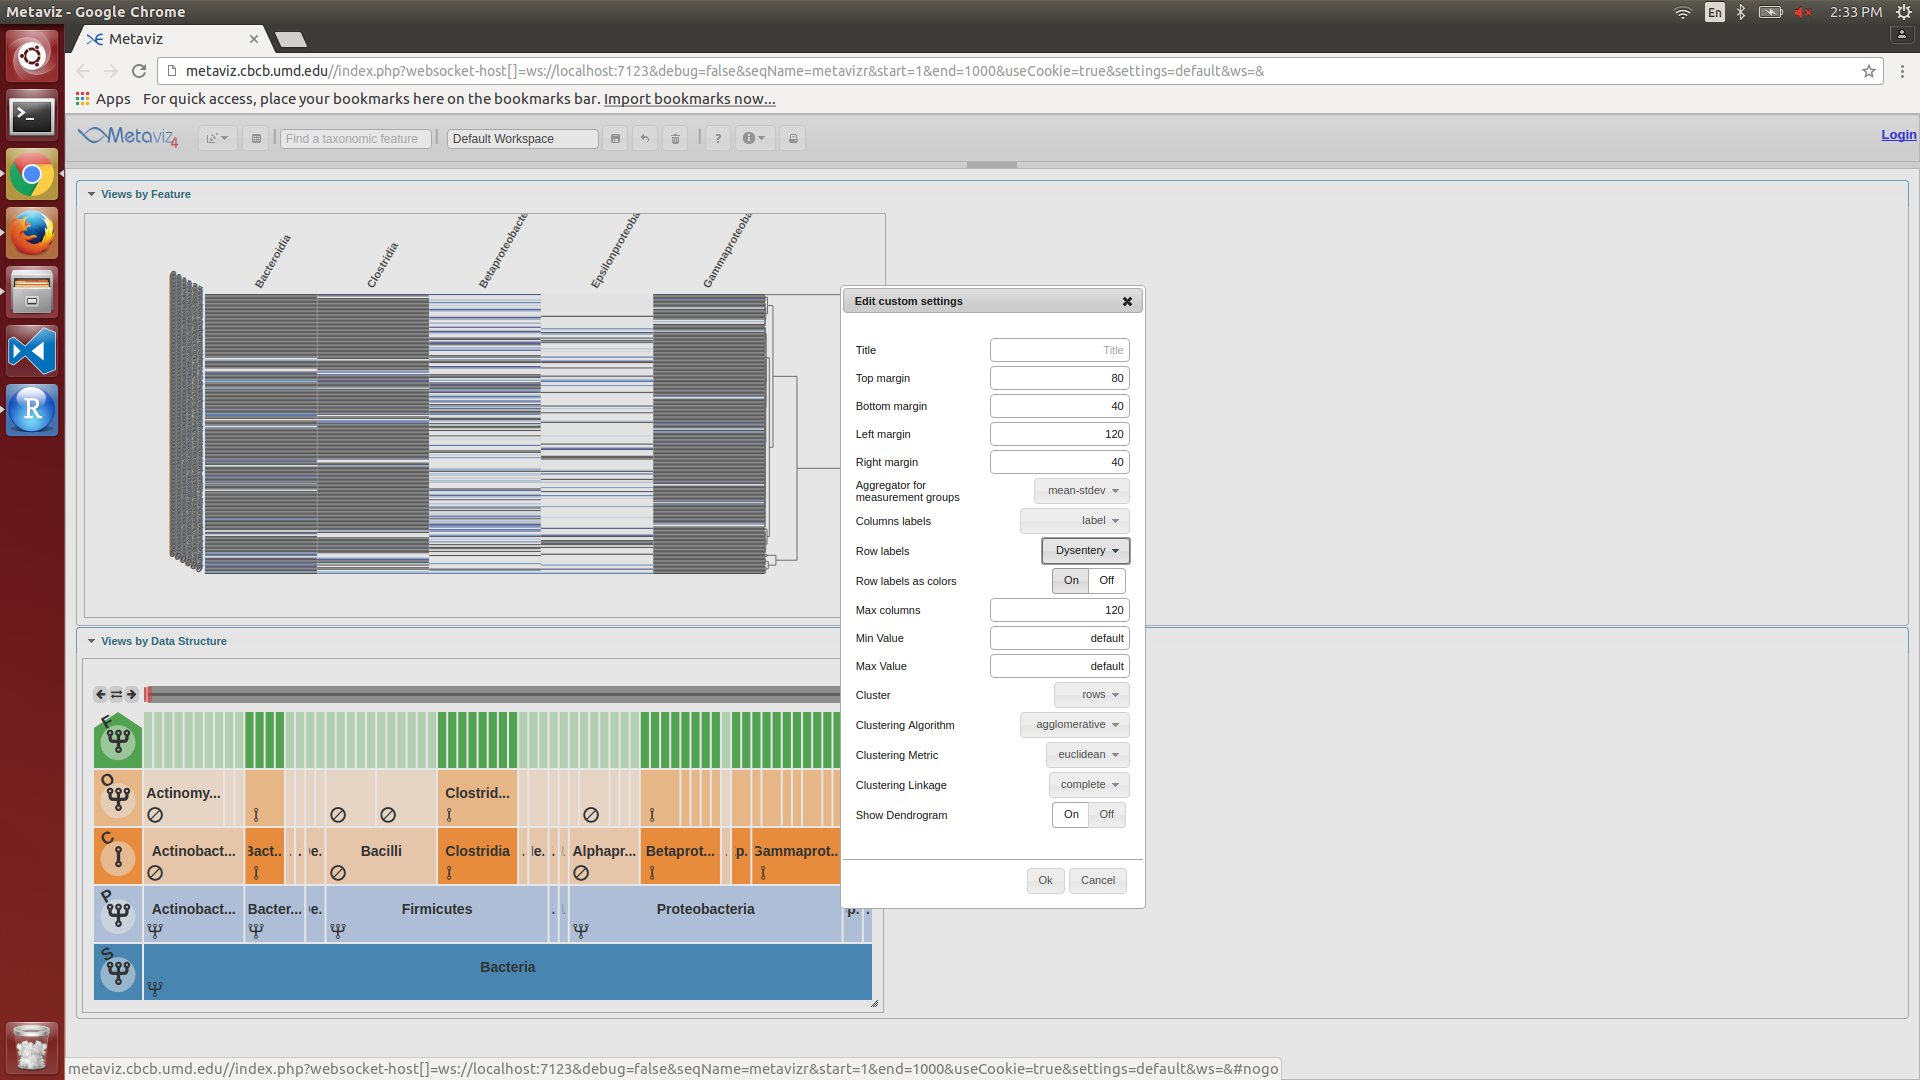 Metaviz - Google Chrome
En
2:33 PM
Metaviz
metaviz.cbcb.umd.edu//index.php?websocket-host[]=ws://localhost:7123&debug=false&seqName=metavizr&start=1&end=1000&useCookie=true&settings=default&ws=&
Apps For quick access, place your bookmarks here on the bookmarks bar. Import bookmarks now...
Metaviz4
Find a taxonomic feature
Default Workspace
?
Login
Views by Feature
Bacteroidia
Clostridia
Betaproteobacte
Epsilonproteoba
Gammaproteoba
Edit custom settings
Title Title
Top margin 80
Bottom margin 40
Left margin 120
Right margin 40
Aggregator for
measurement groups mean-stdev
Columns labels label
Row labels Dysentery
Row labels as colors On Off
Max columns 120
Min Value default
Max Value default
Cluster rows
Clustering Algorithm agglomerative
Clustering Metric euclidean
Clustering Linkage complete
Show Dendrogram On Off
Ok Cancel
Views by Data Structure
F
O Actinomy... Clostrid...
C Actinobact... Bact... Bacilli Clostridia Alphapr... Betaprot... Gammaprot...
P Actinobact... Bacter... Firmicutes Proteobacteria
S Bacteria
R
metaviz.cbcb.umd.edu//index.php?websocket-host[]=ws://localhost:7123&debug=false&seqName=metavizr&start=1&end=1000&useCookie=true&settings=default&ws=&#nogo